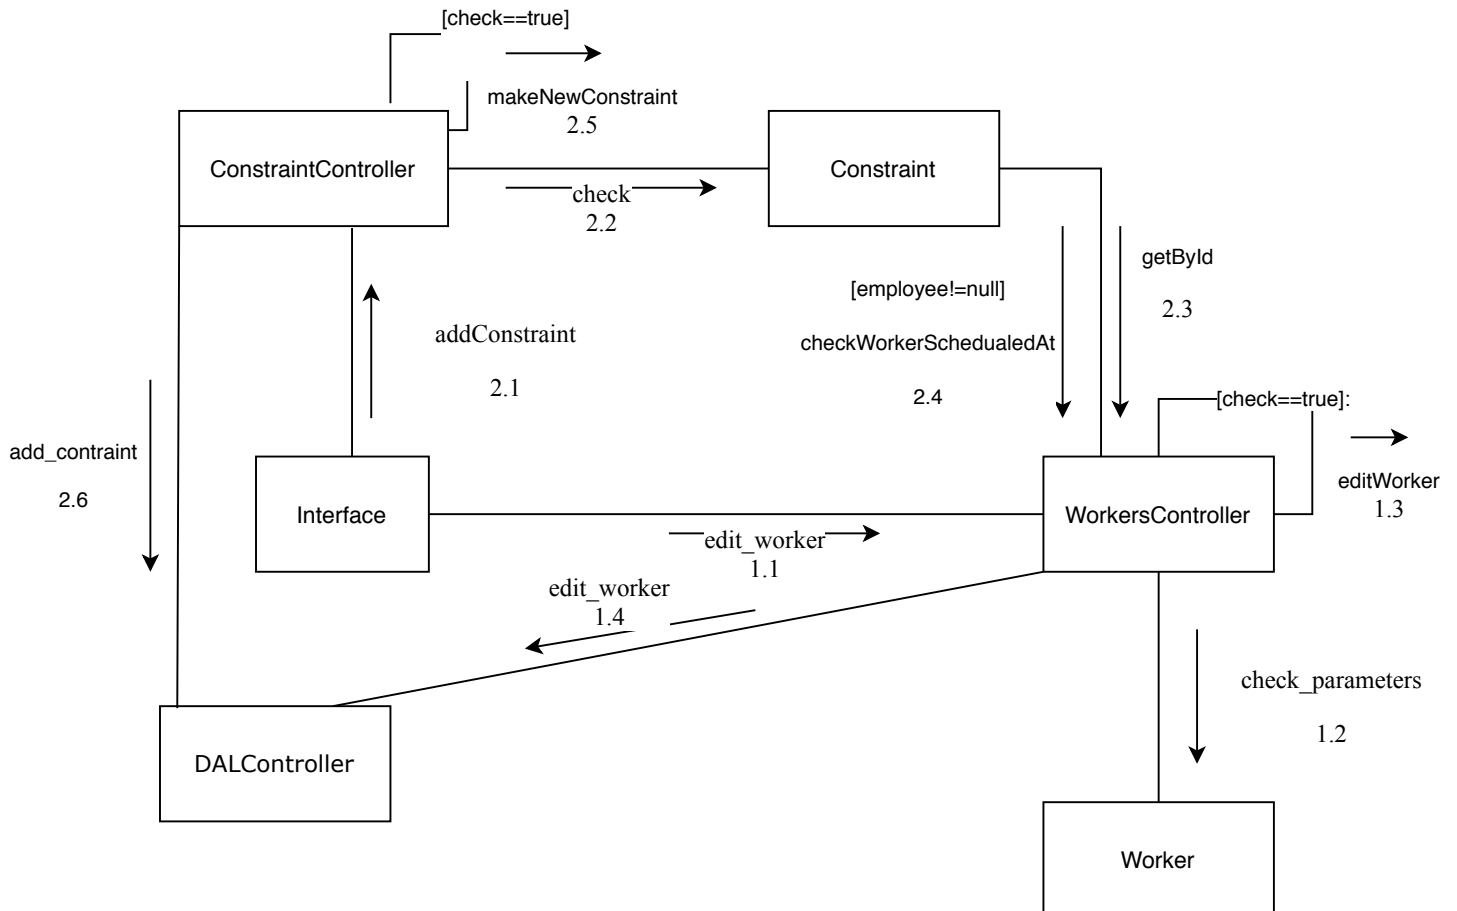 [check==true]
makeNewConstraint
2.5
ConstraintController
Constraint
check
2.2
getById
2.3
[employee!=null]
checkWorkerSchedualedAt
2.4
addConstraint
2.1
[check==true]:
editWorker
1.3
add_contraint
2.6
Interface
WorkersController
edit_worker
1.1
edit_worker
1.4
check_parameters
1.2
DALController
Worker